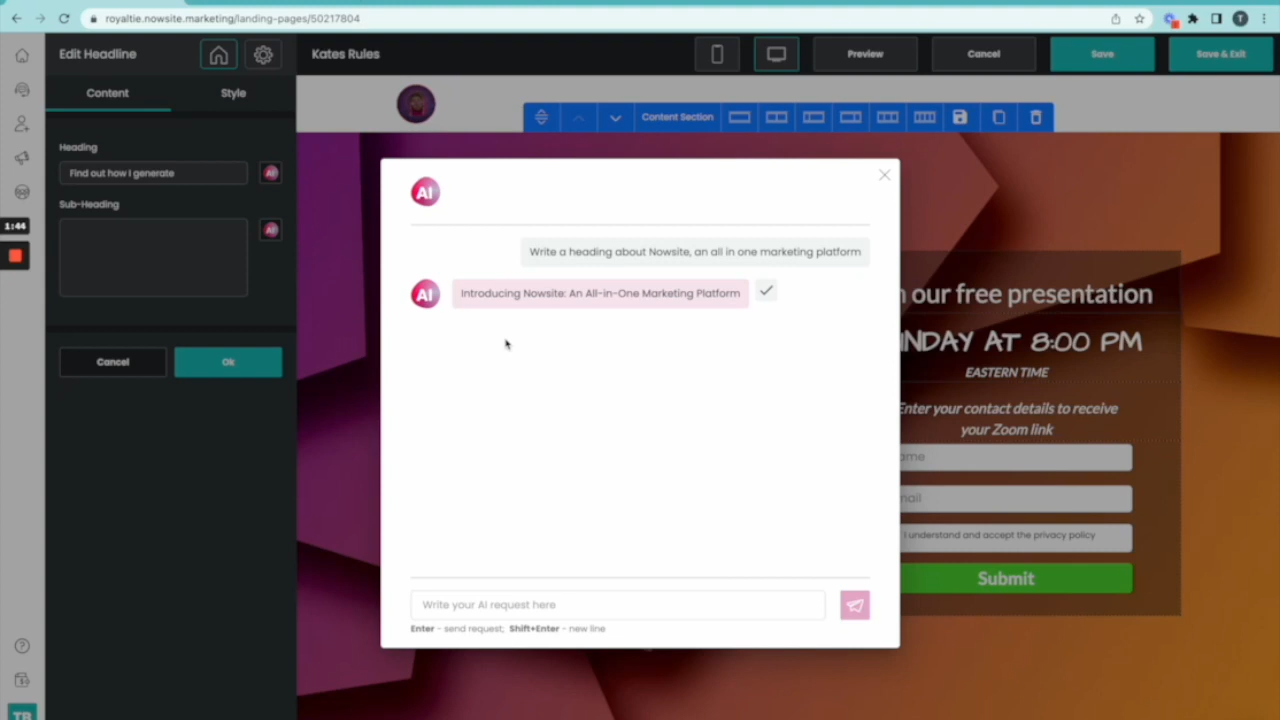 royaltie.nowsite.marketing/landing-pages/50217804
T
Edit Headline
Kates Rules
Preview
Cancel
Save
Save & Exit
Content
Style
Content Section
Heading
Find out how I generate
AI
Sub-Heading
AI
1:44
Cancel
Ok
AI
Write a heading about Nowsite, an all in one marketing platform
AI
Introducing Nowsite: An All-in-One Marketing Platform
Write your AI request here
Enter - send request; Shift+Enter - new line
our free presentation
AT 8:00 PM
EASTERN TIME
Enter your contact details to receive
your Zoom link
I understand and accept the privacy policy
Submit
TB